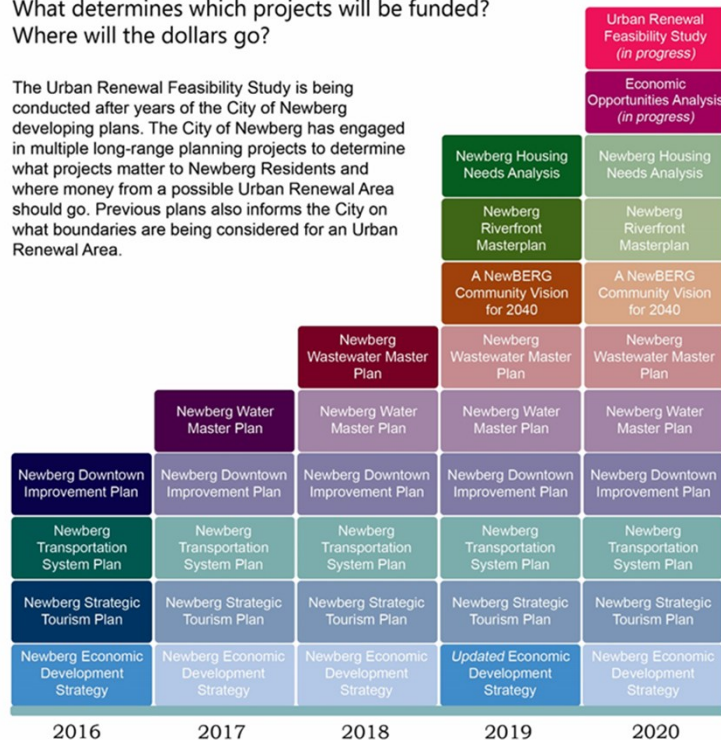 What determines which projects will be funded?
Where will the dollars go?
The Urban Renewal Feasibility Study is being
conducted after years of the City of Newberg
developing plans. The City of Newberg has engaged
in multiple long-range planning projects to determine
what projects matter to Newberg Residents and
where money from a possible Urban Renewal Area
should go. Previous plans also informs the City on
what boundaries are being considered for an Urban
Renewal Area.
Urban Renewal
Feasibility Study
(in progress)
Economic
Opportunities Analysis
(in progress)
Newberg Housing
Needs Analysis
Newberg Housing
Needs Analysis
Newberg
Riverfront
Masterplan
Newberg
Riverfront
Masterplan
A NewBERG
Community Vision
for 2040
A NewBERG
Community Vision
for 2040
Newberg
Wastewater Master
Plan
Newberg
Wastewater Master
Plan
Newberg
Wastewater Master
Plan
Newberg Water
Master Plan
Newberg Water
Master Plan
Newberg Water
Master Plan
Newberg Water
Master Plan
Newberg Downtown
Improvement Plan
Newberg Downtown
Improvement Plan
Newberg Downtown
Improvement Plan
Newberg Downtown
Improvement Plan
Newberg Downtown
Improvement Plan
Newberg
Transportation
System Plan
Newberg
Transportation
System Plan
Newberg
Transportation
System Plan
Newberg
Transportation
System Plan
Newberg
Transportation
System Plan
Newberg Strategic
Tourism Plan
Newberg Strategic
Tourism Plan
Newberg Strategic
Tourism Plan
Newberg Strategic
Tourism Plan
Newberg Strategic
Tourism Plan
Newberg Economic
Development
Strategy
Newberg Economic
Development
Strategy
Newberg Economic
Development
Strategy
Updated Economic
Development
Strategy
Newberg Economic
Development
Strategy
2016
2017
2018
2019
2020